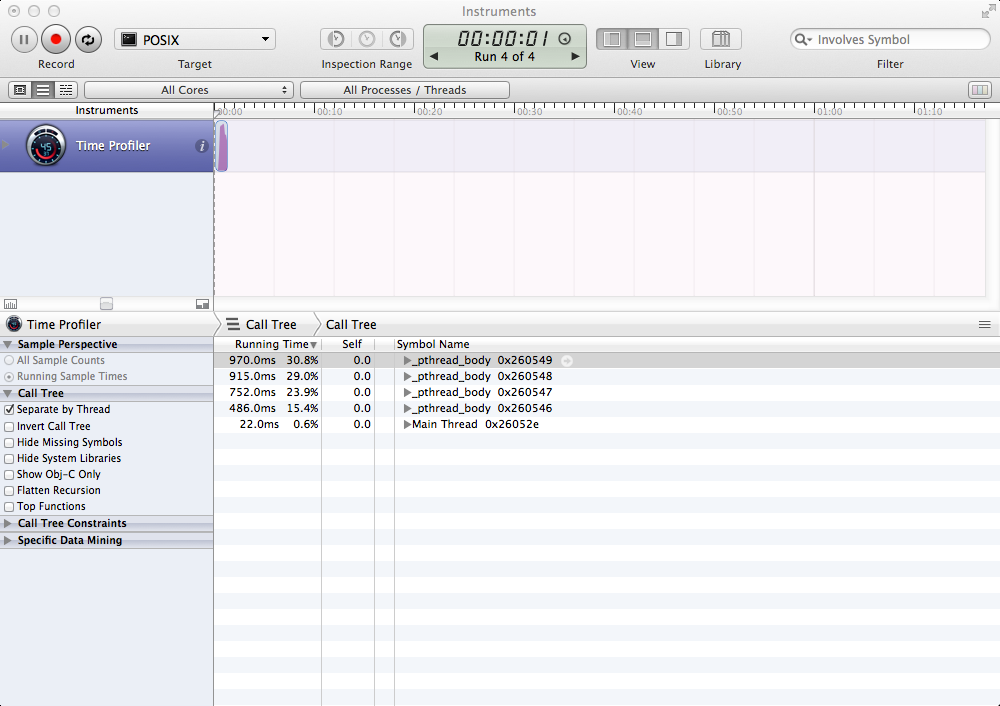 Instruments
POSIX
00:00:01
Run 4 of 4
Involves Symbol
Record
Target
Inspection Range
View
Library
Filter
All Cores
All Processes / Threads
Instruments
00:00 00:10 00:20 00:30 00:40 00:50 01:00 01:10
45
Time Profiler
i
Time Profiler
Call Tree
Call Tree
Sample Perspective
All Sample Counts
Running Sample Times
Call Tree
Separate by Thread
Invert Call Tree
Hide Missing Symbols
Hide System Libraries
Show Obj-C Only
Flatten Recursion
Top Functions
Call Tree Constraints
Specific Data Mining
Running Time Self Symbol Name
970.0ms 30.8% 0.0 _pthread_body 0x260549
915.0ms 29.0% 0.0 _pthread_body 0x260548
752.0ms 23.9% 0.0 _pthread_body 0x260547
486.0ms 15.4% 0.0 _pthread_body 0x260546
22.0ms 0.6% 0.0 Main Thread 0x26052e